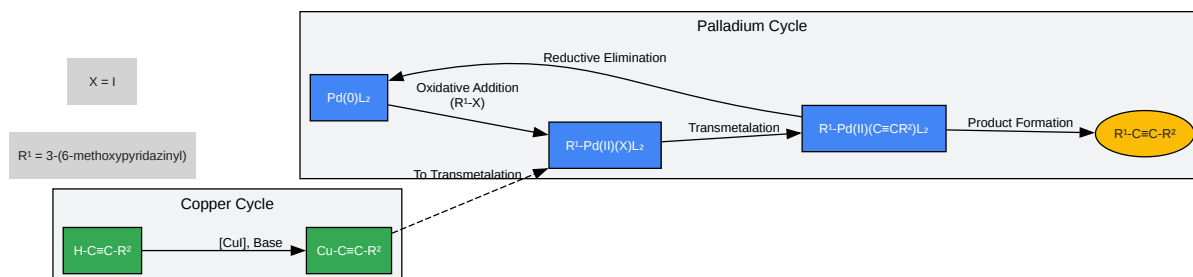 Palladium Cycle
Reductive Elimination
X = I
Pd(0)L₂
Oxidative Addition
(R¹-X)
R¹-Pd(II)(X)L₂
Transmetalation
R¹-Pd(II)(C≡CR²)L₂
Product Formation
R¹-C≡C-R²
R¹ = 3-(6-methoxypyridazinyl)
To Transmetalation
Copper Cycle
H-C≡C-R²
[CuI], Base
Cu-C≡C-R²